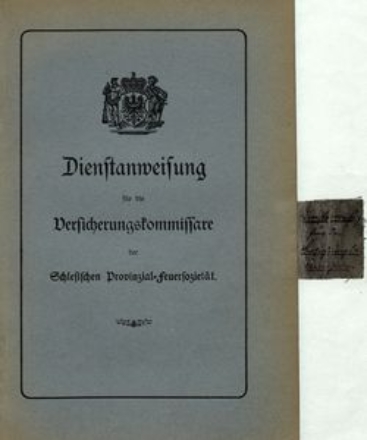 Dienstanweisung
für die
Versicherungskommissare
der
Schlesischen Provinzial-Feuersozietät.